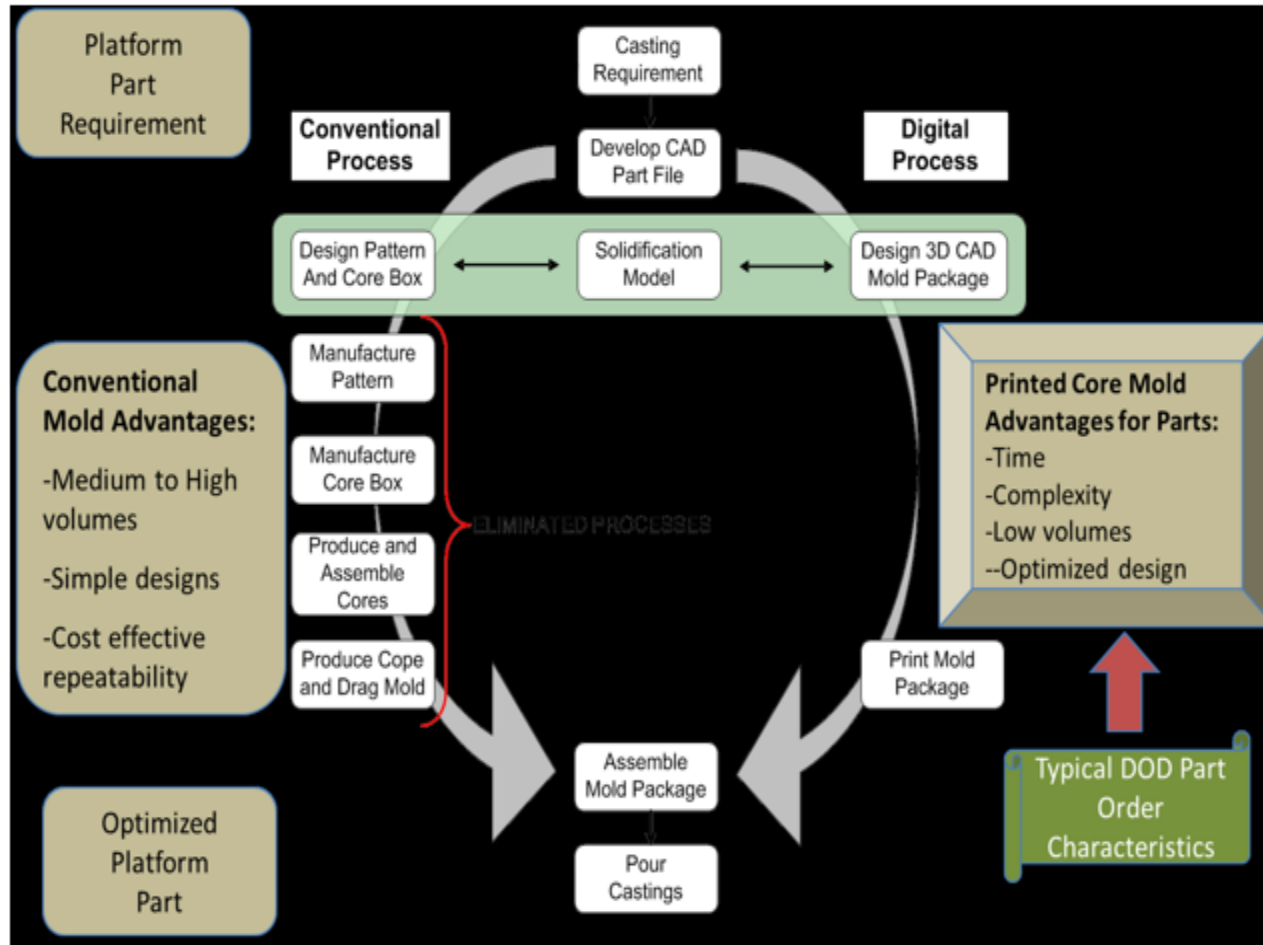 Platform
Part
Requirement
Casting
Requirement
Conventional
Process
Develop CAD
Part File
Digital
Process
Design Pattern
And Core Box
Solidification
Model
Design 3D CAD
Mold Package
Conventional
Mold Advantages:
-Medium to High
volumes
-Simple designs
-Cost effective
repeatability
Manufacture
Pattern
Manufacture
Core Box
Produce and
Assemble
Cores
Produce Cope
and Drag Mold
ELIMINATED PROCESSES
Printed Core Mold
Advantages for Parts:
-Time
-Complexity
-Low volumes
--Optimized design
Print Mold
Package
Typical DOD Part
Order
Characteristics
Assemble
Mold Package
Pour
Castings
Optimized
Platform
Part